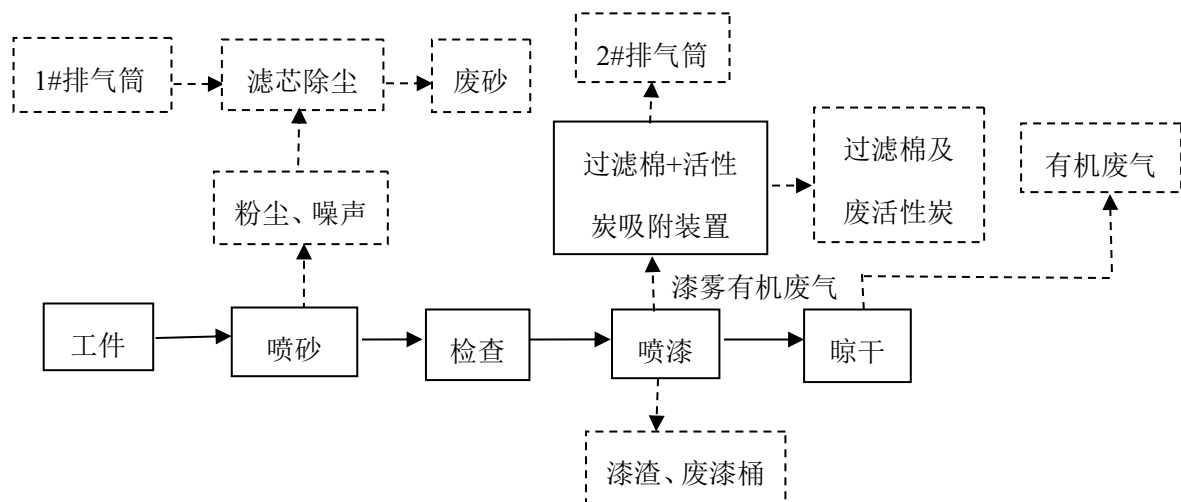 1#排气筒
滤芯除尘
废砂
2#排气筒
过滤棉+活性
炭吸附装置
过滤棉及
废活性炭
有机废气
粉尘、噪声
漆雾有机废气
工件
喷砂
检查
喷漆
晾干
漆渣、废漆桶